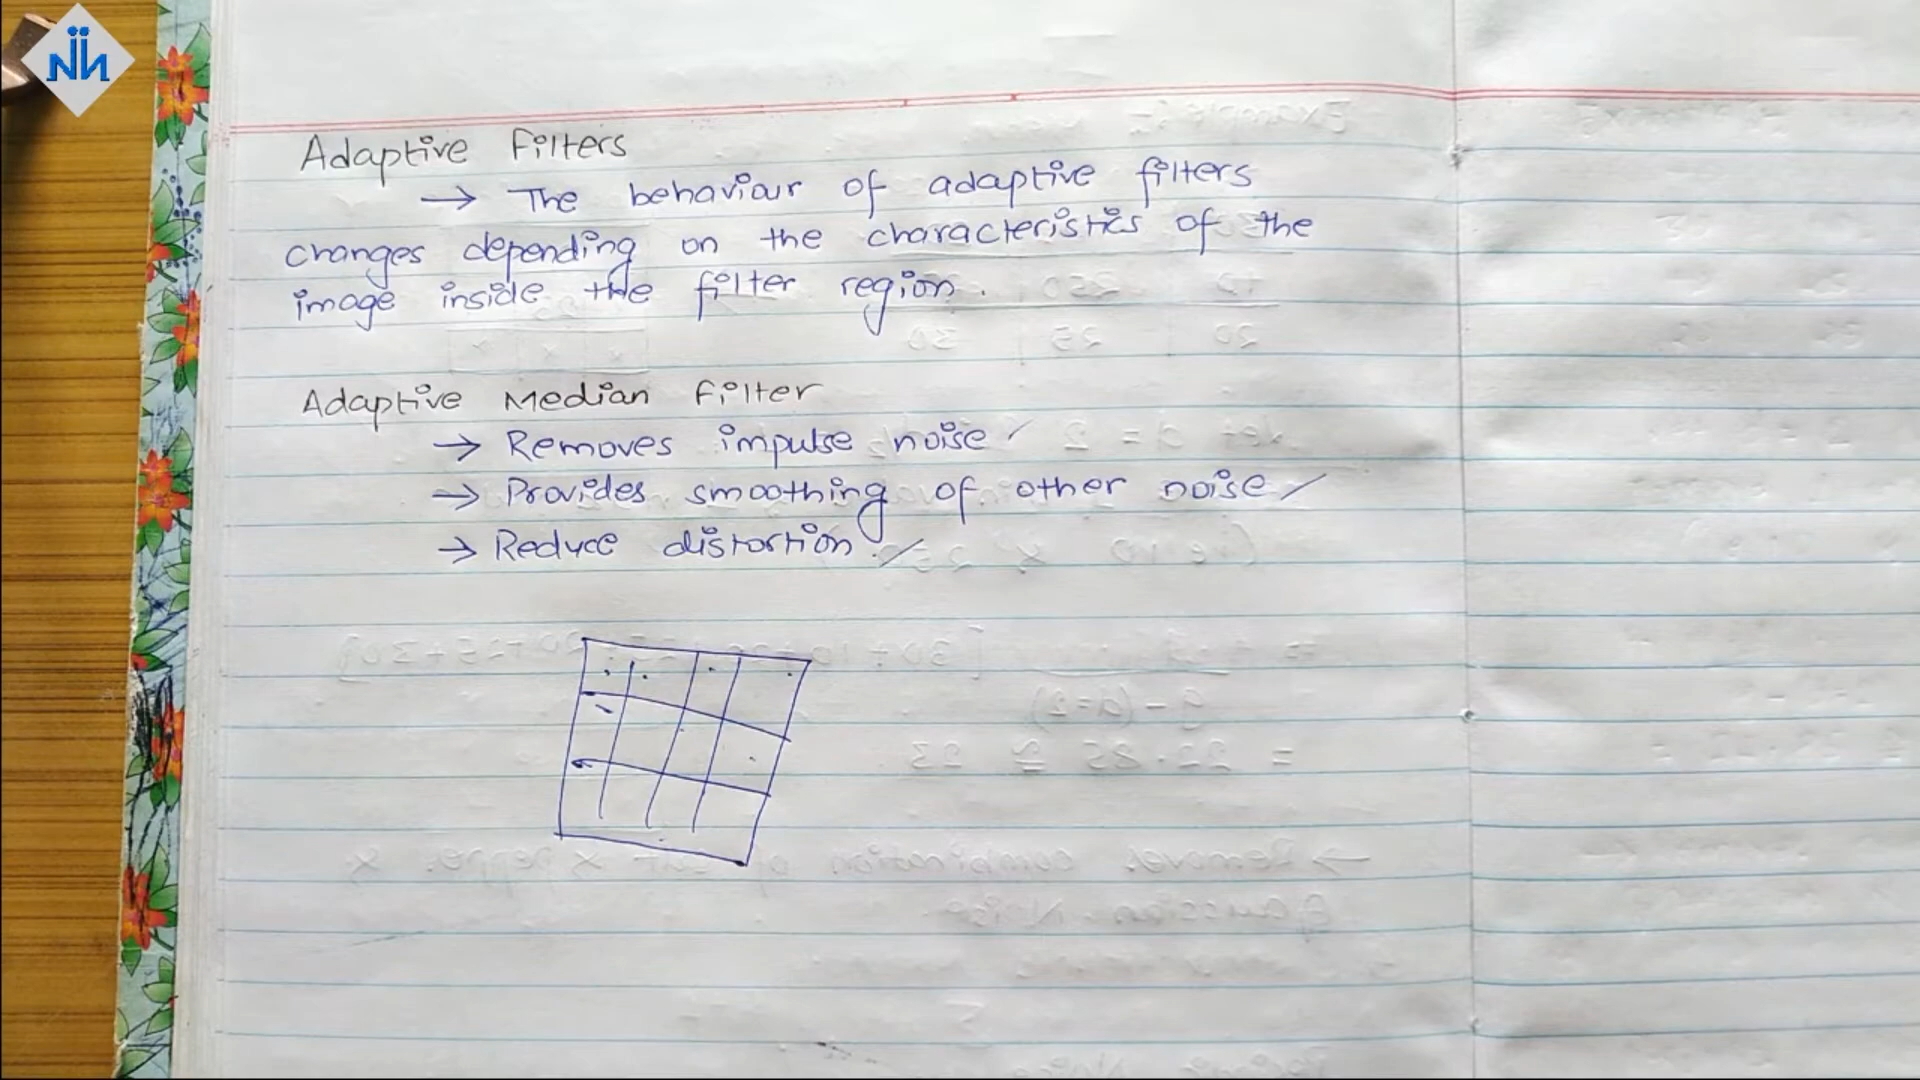 Adaptive Filters
→ The behaviour of adaptive filters
changes depending on the characteristics of the
image inside the filter region.
Adaptive Median Filter
→ Removes impulse noise
→ Provides smoothing of other noise
→ Reduce distortion.